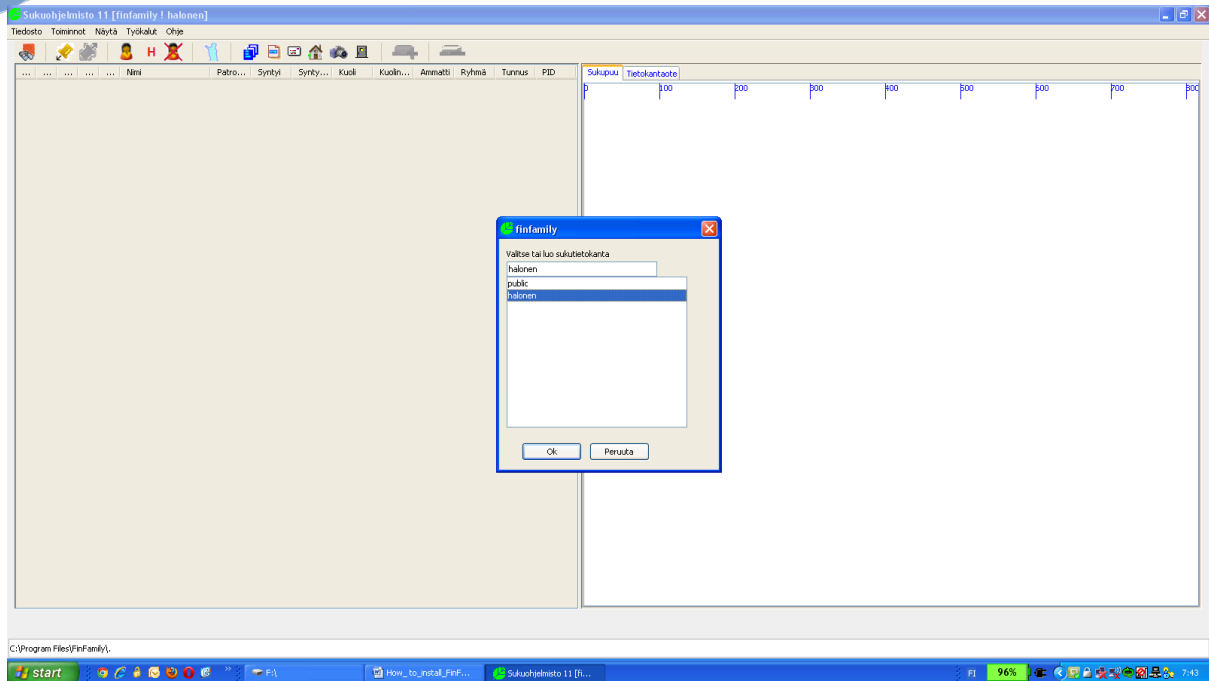 Sukuohjelmisto 11 [finfamily ! halonen]
Tiedosto Toiminnot Näytä Työkalut Ohje
H
... ... ... ... ... Nimi Patro... Syntyi Synty... Kuoli Kuolin... Ammatti Ryhmä Tunnus PID
Sukupuu Tietokantaote
0 100 200 300 400 500 600 700 800
finfamily
Valitse tai luo sukutietokanta
halonen
public
halonen
Ok Peruuta
C:\Program Files\FinFamily\.
start F:\ How_to_install_FinF... Sukuohjelmisto 11 [fi... FI 96% 7:43